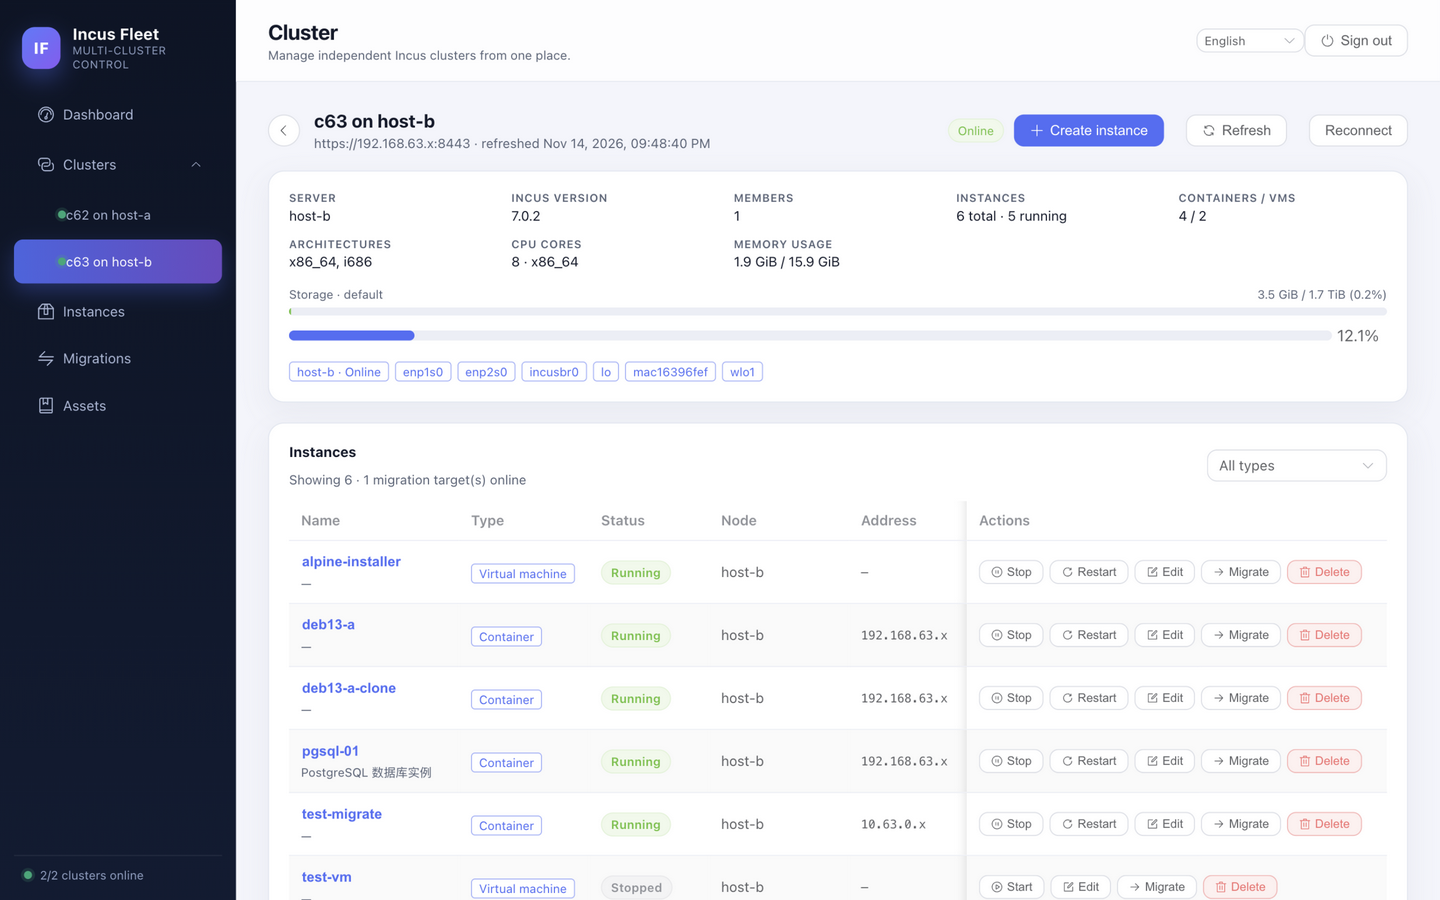 IF
Incus Fleet
MULTI-CLUSTER
CONTROL
Dashboard
Clusters
c62 on host-a
c63 on host-b
Instances
Migrations
Assets
2/2 clusters online
Cluster
Manage independent Incus clusters from one place.
English
Sign out
c63 on host-b
https://192.168.63.x:8443 · refreshed Nov 14, 2026, 09:48:40 PM
Online
Create instance
Refresh
Reconnect
SERVER
host-b
INCUS VERSION
7.0.2
MEMBERS
1
INSTANCES
6 total · 5 running
CONTAINERS / VMS
4 / 2
ARCHITECTURES
x86_64, i686
CPU CORES
8 · x86_64
MEMORY USAGE
1.9 GiB / 15.9 GiB
Storage · default
3.5 GiB / 1.7 TiB (0.2%)
12.1%
host-b · Online enp1s0 enp2s0 incusbr0 lo mac16396fef wlo1
Instances
Showing 6 · 1 migration target(s) online
All types
Name Type Status Node Address Actions
alpine-installer
—
Virtual machine Running host-b – Stop Restart Edit Migrate Delete
deb13-a
—
Container Running host-b 192.168.63.x Stop Restart Edit Migrate Delete
deb13-a-clone
—
Container Running host-b 192.168.63.x Stop Restart Edit Migrate Delete
pgsql-01
PostgreSQL 数据库实例
Container Running host-b 192.168.63.x Stop Restart Edit Migrate Delete
test-migrate
—
Container Running host-b 10.63.0.x Stop Restart Edit Migrate Delete
test-vm
—
Virtual machine Stopped host-b – Start Edit Migrate Delete